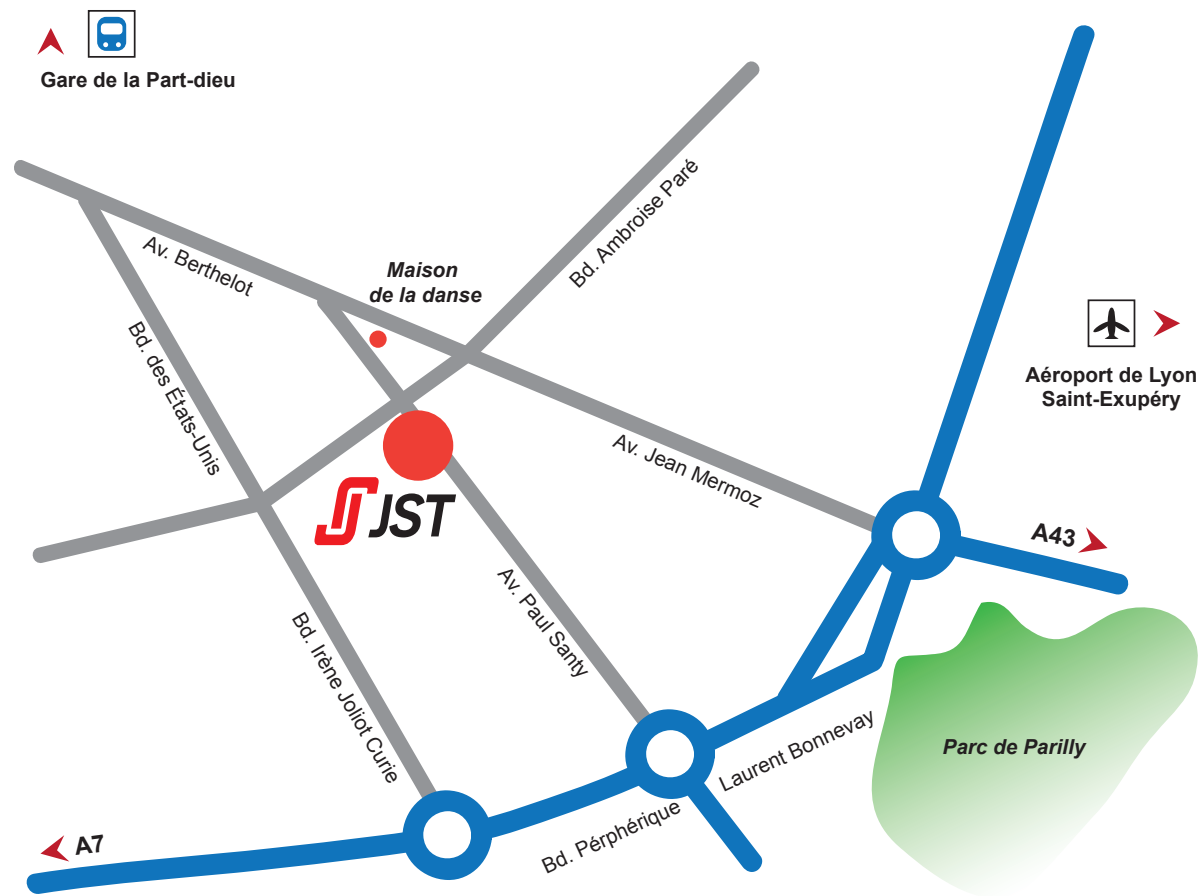 Gare de la Part-dieu
Bd. Ambroise Paré
Av. Berthelot
Maison
de la danse
Bd. des États-Unis
Aéroport de Lyon
Saint-Exupéry
Av. Jean Mermoz
JST
A43
Av. Paul Santy
Bd. Irène Joliot Curie
Parc de Parilly
Bd. Pérphérique Laurent Bonnevay
A7